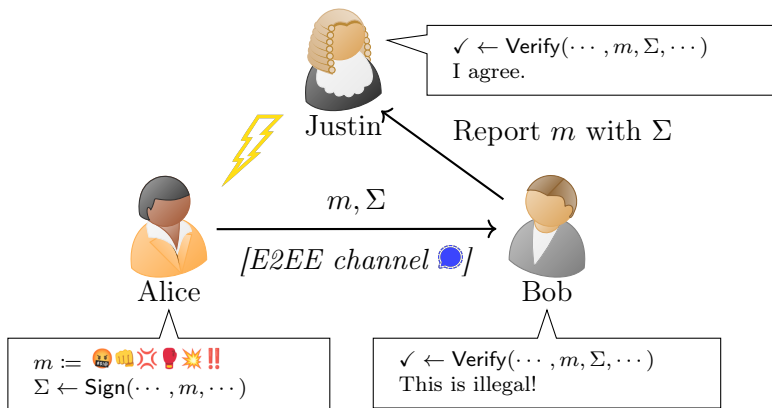 ✓ ← Verify(⋯ , m, Σ, ⋯)
I agree.
Justin
Report m with Σ
m, Σ
[E2EE channel ]
Alice
Bob
m := 🤬👊💢🥊💥‼️
Σ ← Sign(⋯ , m, ⋯)
✓ ← Verify(⋯ , m, Σ, ⋯)
This is illegal!